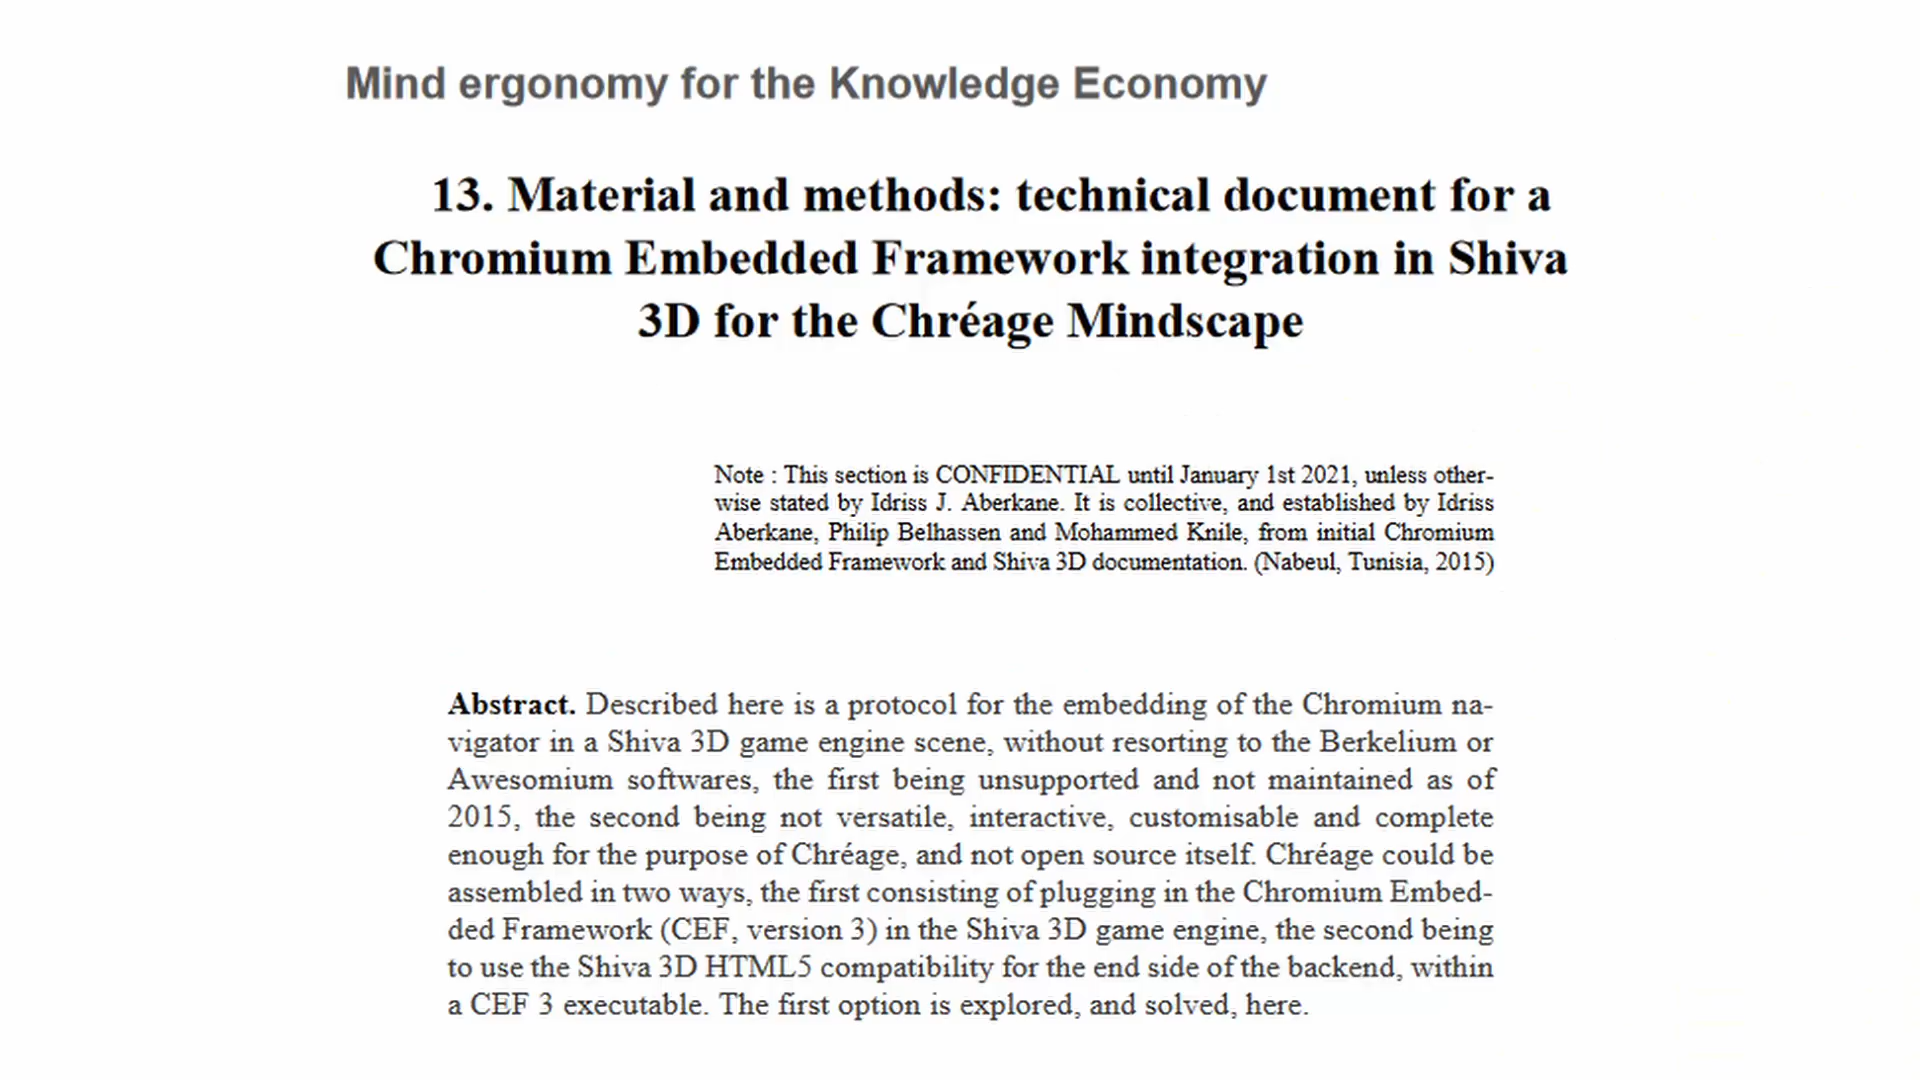 Mind ergonomy for the Knowledge Economy
13. Material and methods: technical document for a
Chromium Embedded Framework integration in Shiva
3D for the Chréage Mindscape
Note : This section is CONFIDENTIAL until January 1st 2021, unless other-
wise stated by Idriss J. Aberkane. It is collective, and established by Idriss
Aberkane, Philip Belhassen and Mohammed Knile, from initial Chromium
Embedded Framework and Shiva 3D documentation. (Nabeul, Tunisia, 2015)
Abstract. Described here is a protocol for the embedding of the Chromium na-
vigator in a Shiva 3D game engine scene, without resorting to the Berkelium or
Awesomium softwares, the first being unsupported and not maintained as of
2015, the second being not versatile, interactive, customisable and complete
enough for the purpose of Chréage, and not open source itself. Chréage could be
assembled in two ways, the first consisting of plugging in the Chromium Embed-
ded Framework (CEF, version 3) in the Shiva 3D game engine, the second being
to use the Shiva 3D HTML5 compatibility for the end side of the backend, within
a CEF 3 executable. The first option is explored, and solved, here.